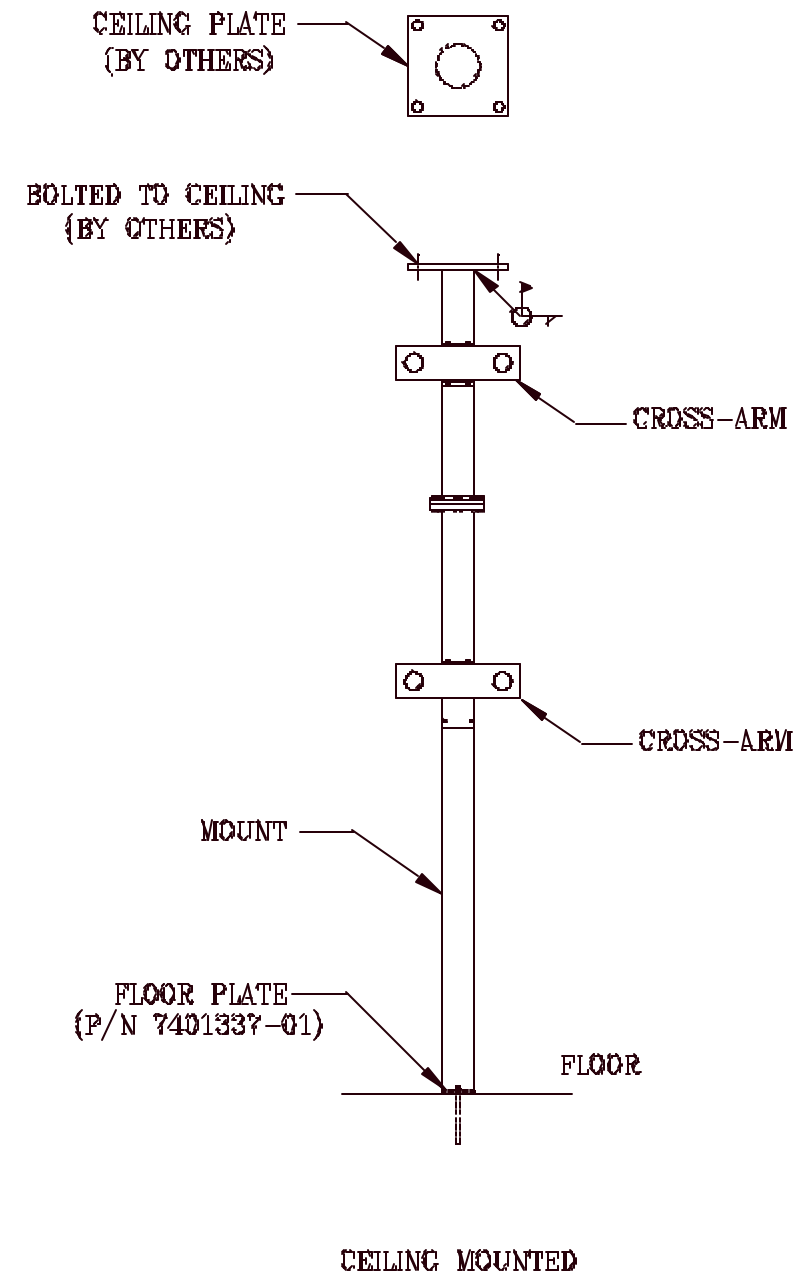 CEILING PLATE
(BY OTHERS)
BOLTED TO CEILING
(BY OTHERS)
CROSS-ARM
CROSS-ARM
MOUNT
FLOOR PLATE
(P/N 7401337-01)
FLOOR
CEILING MOUNTED